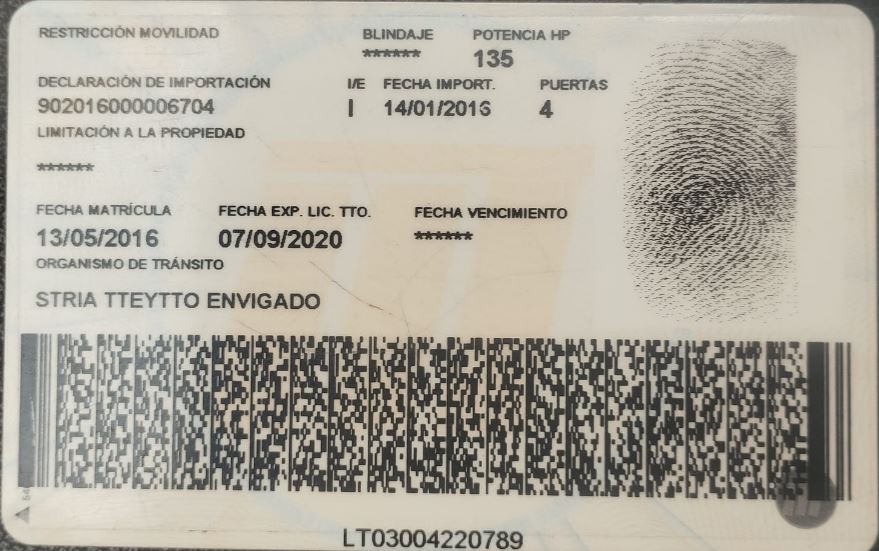 RESTRICCIÓN MOVILIDAD BLINDAJE POTENCIA HP
****** 135
DECLARACIÓN DE IMPORTACIÓN I/E FECHA IMPORT. PUERTAS
902016000006704 I 14/01/2016 4
LIMITACIÓN A LA PROPIEDAD
******
FECHA MATRÍCULA FECHA EXP. LIC. TTO. FECHA VENCIMIENTO
13/05/2016 07/09/2020 ******
ORGANISMO DE TRÁNSITO
STRIA TTEYTTO ENVIGADO
LT03004220789